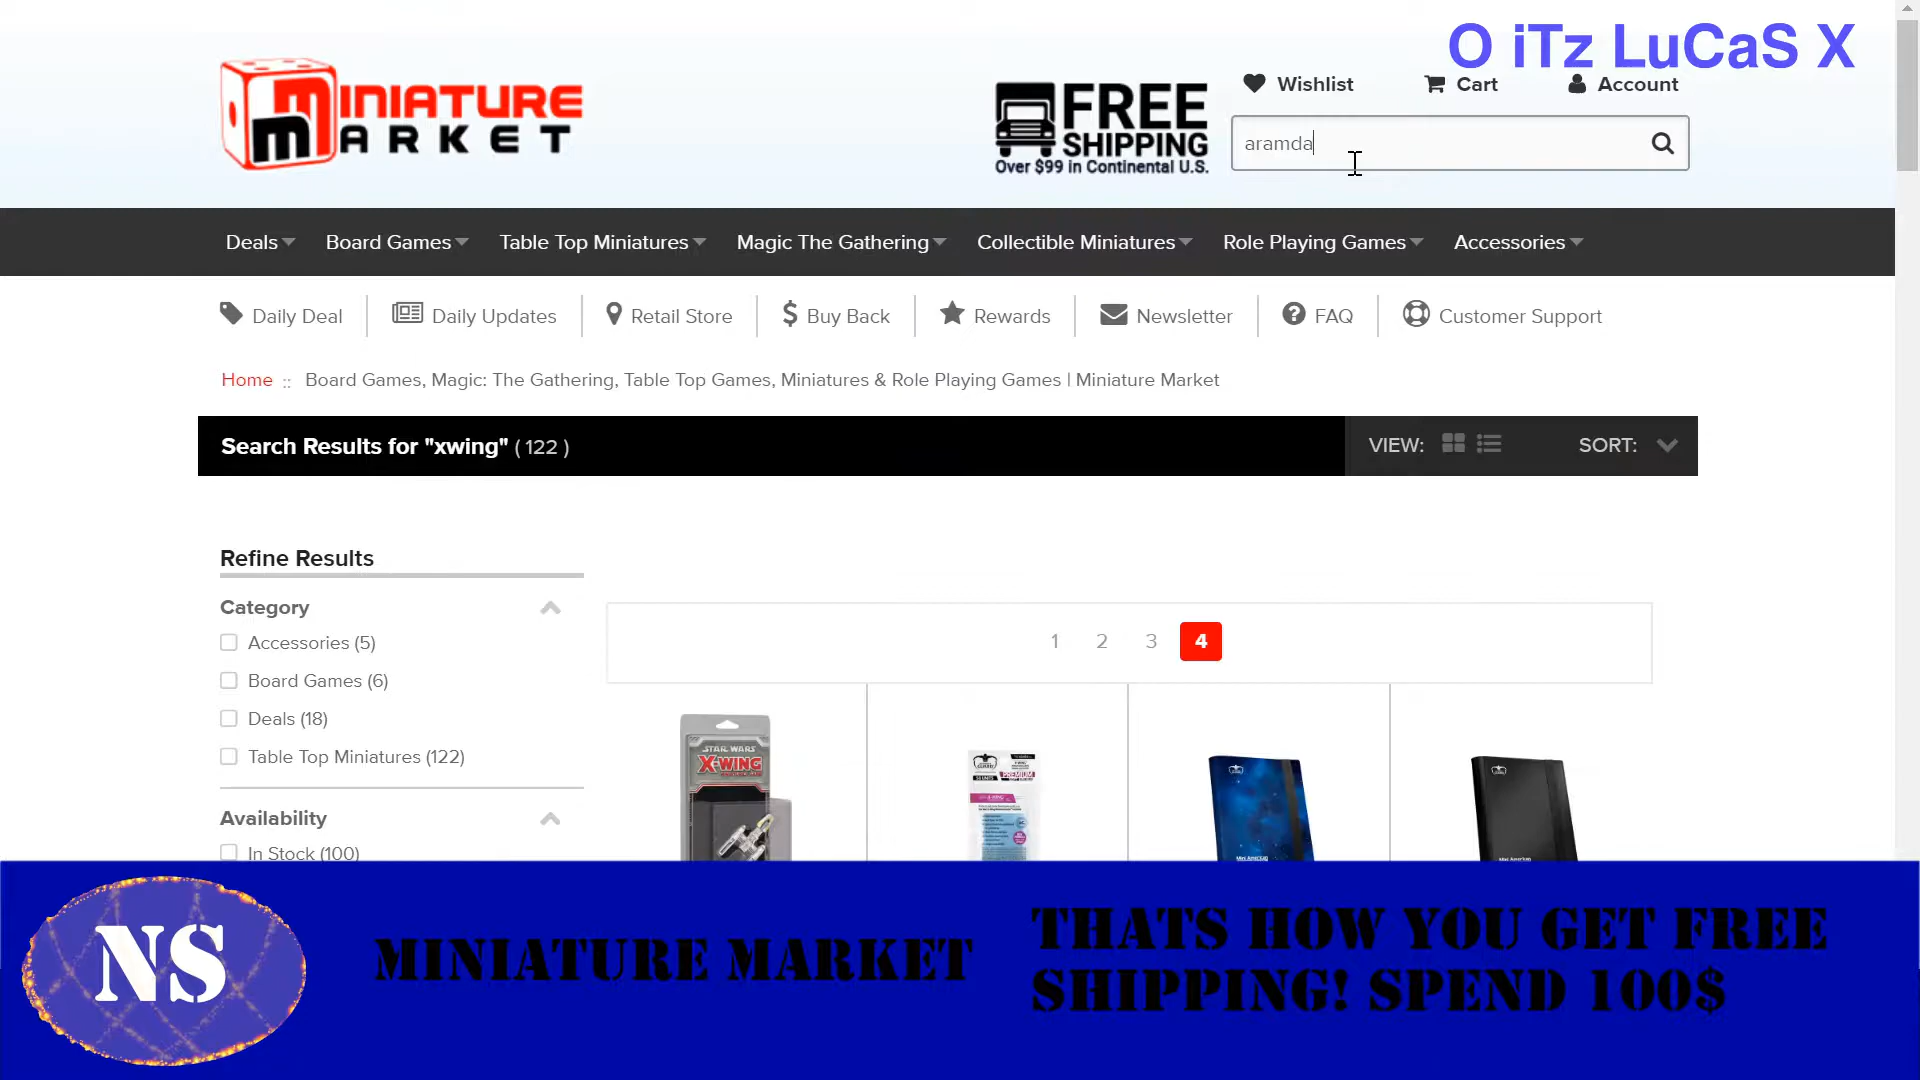 O iTz LuCaS X
MINIATURE
MARKET
FREE
SHIPPING
Over $99 in Continental U.S.
Wishlist
Cart
Account
aramda
Deals
Board Games
Table Top Miniatures
Magic The Gathering
Collectible Miniatures
Role Playing Games
Accessories
Daily Deal
Daily Updates
Retail Store
Buy Back
Rewards
Newsletter
FAQ
Customer Support
Home :: Board Games, Magic: The Gathering, Table Top Games, Miniatures & Role Playing Games | Miniature Market
Search Results for "xwing" ( 122 )
VIEW:
SORT:
Refine Results
Category
Accessories (5)
Board Games (6)
Deals (18)
Table Top Miniatures (122)
Availability
In Stock (100)
1 2 3 4
STAR WARS
X-WING
PREMIUM
NS
MINIATURE MARKET
THATS HOW YOU GET FREE
SHIPPING! SPEND 100$